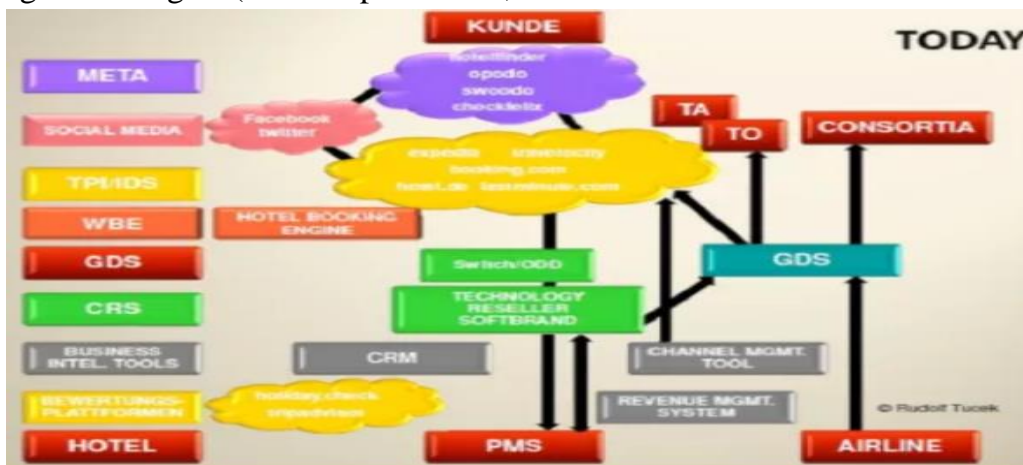 KUNDE
TODAY
META
hotelfinder
opodo
swoodo
checkfelix
TA
TO
CONSORTIA
SOCIAL MEDIA
Facebook
twitter
expedia travelocity
booking.com
hotel.de lastminute.com
TPI/IDS
WBE
HOTEL BOOKING
ENGINE
GDS
Switch/ODD
GDS
CRS
TECHNOLOGY
RESELLER
SOFTBRAND
BUSINESS
INTEL. TOOLS
CRM
CHANNEL MGMT.
TOOL
BEWERTUNGS-
PLATTFORMEN
holiday.check
tripadvisor
REVENUE MGMT.
SYSTEM
© Rudolf Tucek
HOTEL
PMS
AIRLINE